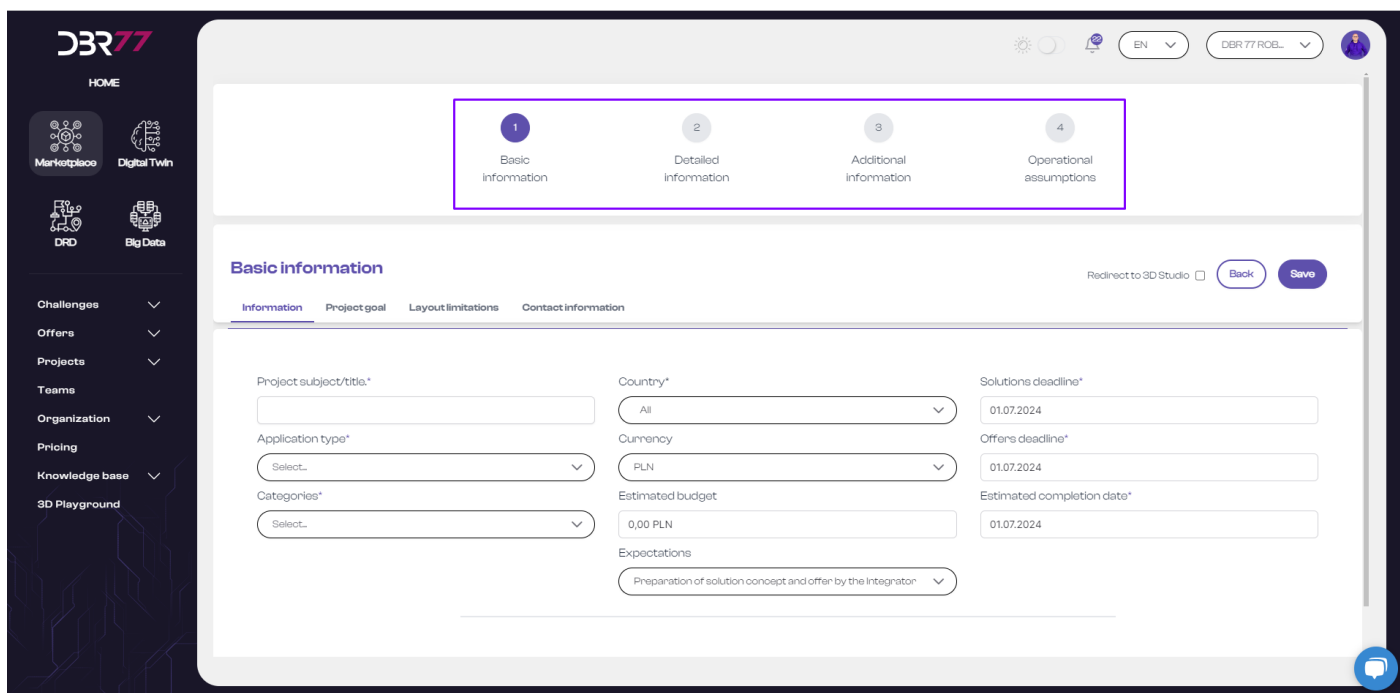 DBR77
HOME
Marketplace
Digital Twin
DRD
Big Data
Challenges
Offers
Projects
Teams
Organization
Pricing
Knowledge base
3D Playground
22
EN
DBR 77 ROB...
1
2
3
4
Basic
information
Detailed
information
Additional
information
Operational
assumptions
Basic information
Redirect to 3D Studio
Back
Save
Information
Project goal
Layout limitations
Contact information
Project subject/title.*
Country*
Solutions deadline*
All
01.07.2024
Application type*
Currency
Offers deadline*
Select...
PLN
01.07.2024
Categories*
Estimated budget
Estimated completion date*
Select...
0,00 PLN
01.07.2024
Expectations
Preparation of solution concept and offer by the Integrator